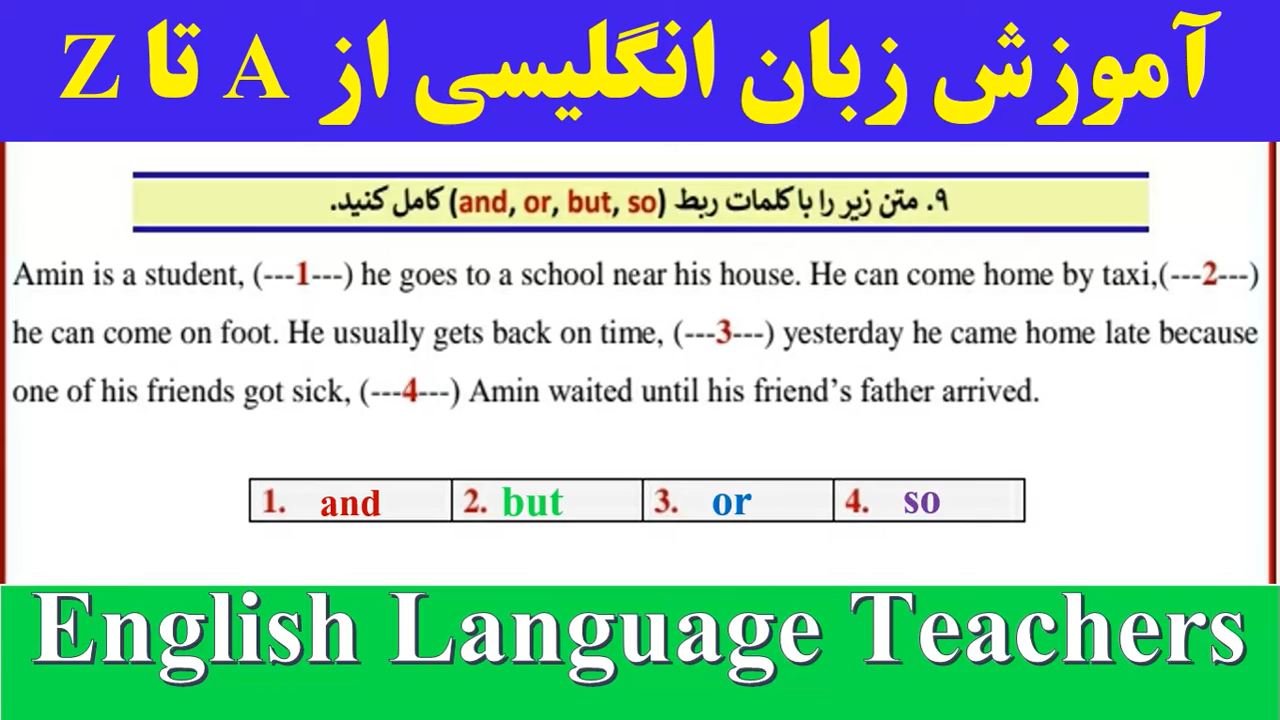 آموزش زبان انگلیسی از A تا Z
۹. متن زیر را با کلمات ربط (and, or, but, so) کامل کنید.
Amin is a student, (---1---) he goes to a school near his house. He can come home by taxi,(---2---)
he can come on foot. He usually gets back on time, (---3---) yesterday he came home late because
one of his friends got sick, (---4---) Amin waited until his friend’s father arrived.
1. and 2. but 3. or 4. so
English Language Teachers